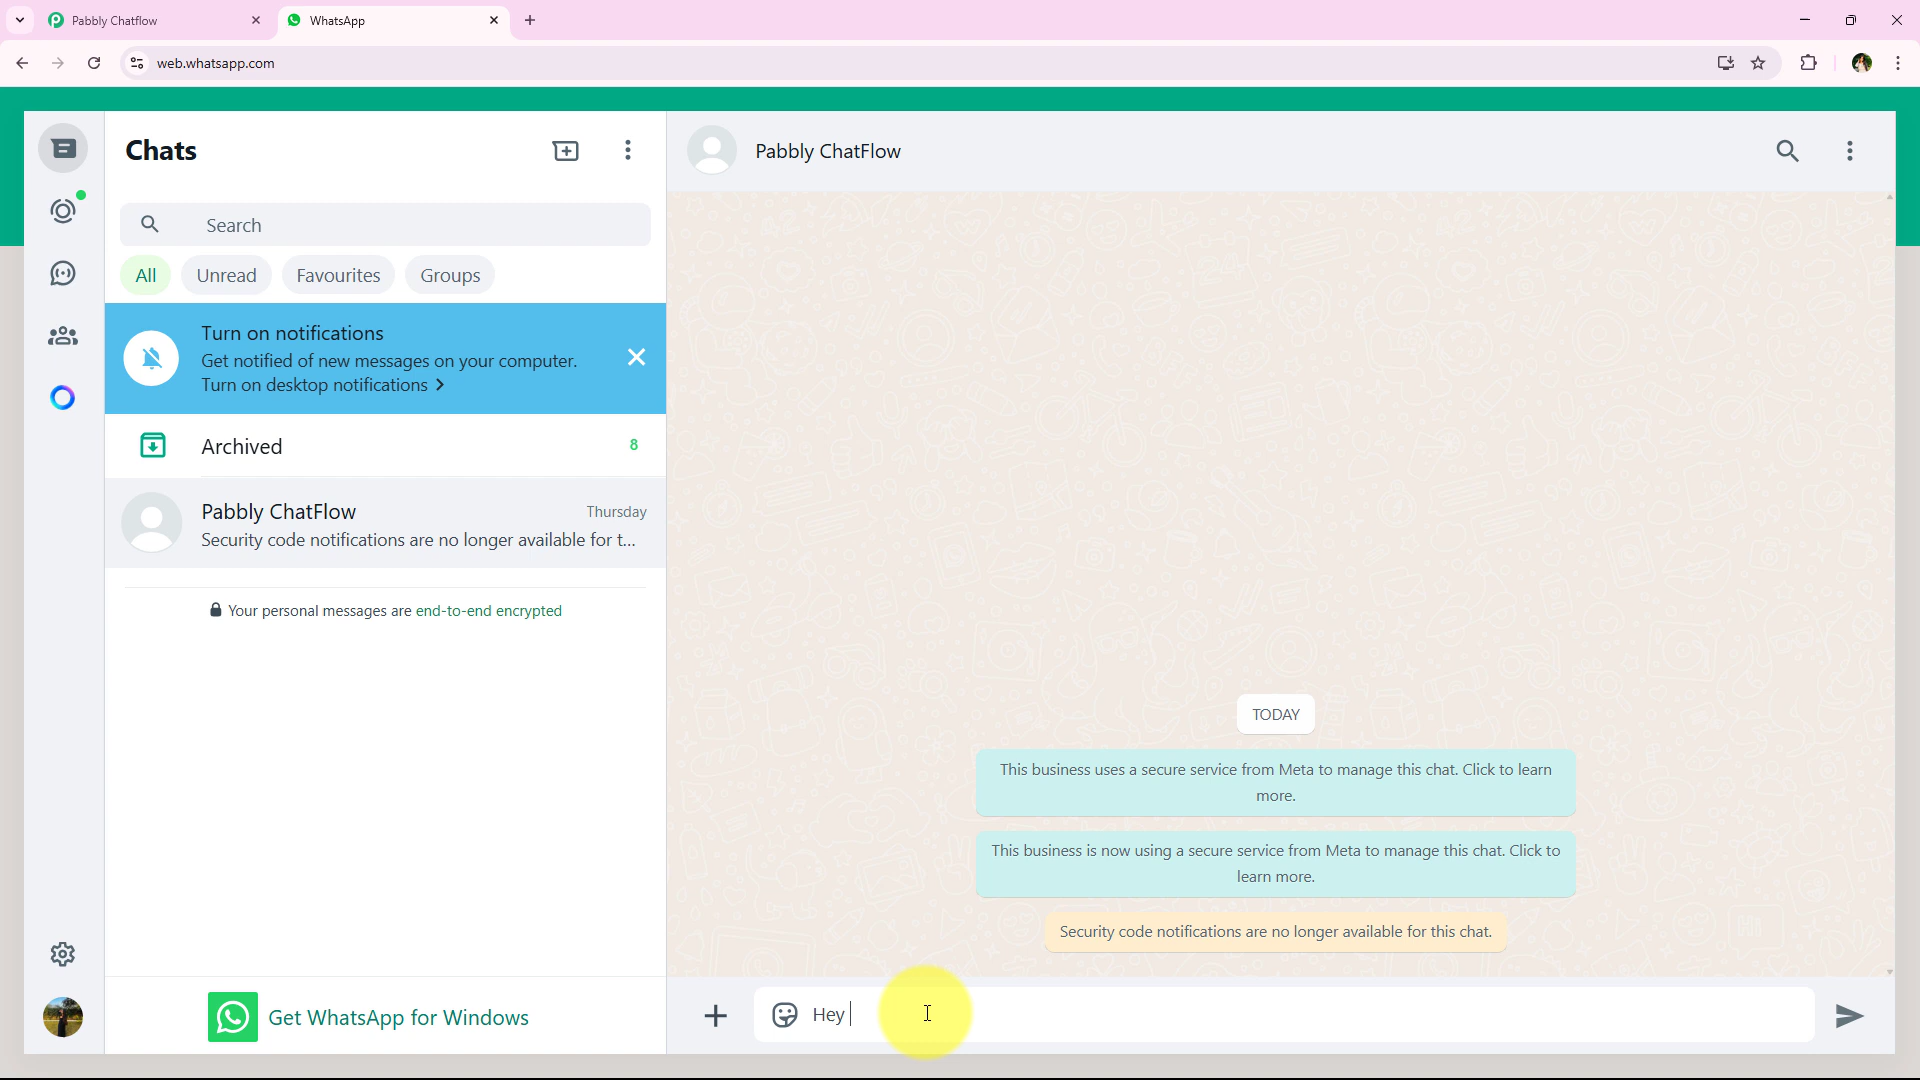 Pabbly Chatflow
WhatsApp
web.whatsapp.com
Chats
Search
All
Unread
Favourites
Groups
Turn on notifications
Get notified of new messages on your computer.
Turn on desktop notifications
Archived
8
Pabbly ChatFlow
Thursday
Security code notifications are no longer available for t...
Your personal messages are end-to-end encrypted
Get WhatsApp for Windows
Pabbly ChatFlow
TODAY
This business uses a secure service from Meta to manage this chat. Click to learn
more.
This business is now using a secure service from Meta to manage this chat. Click to
learn more.
Security code notifications are no longer available for this chat.
Hey